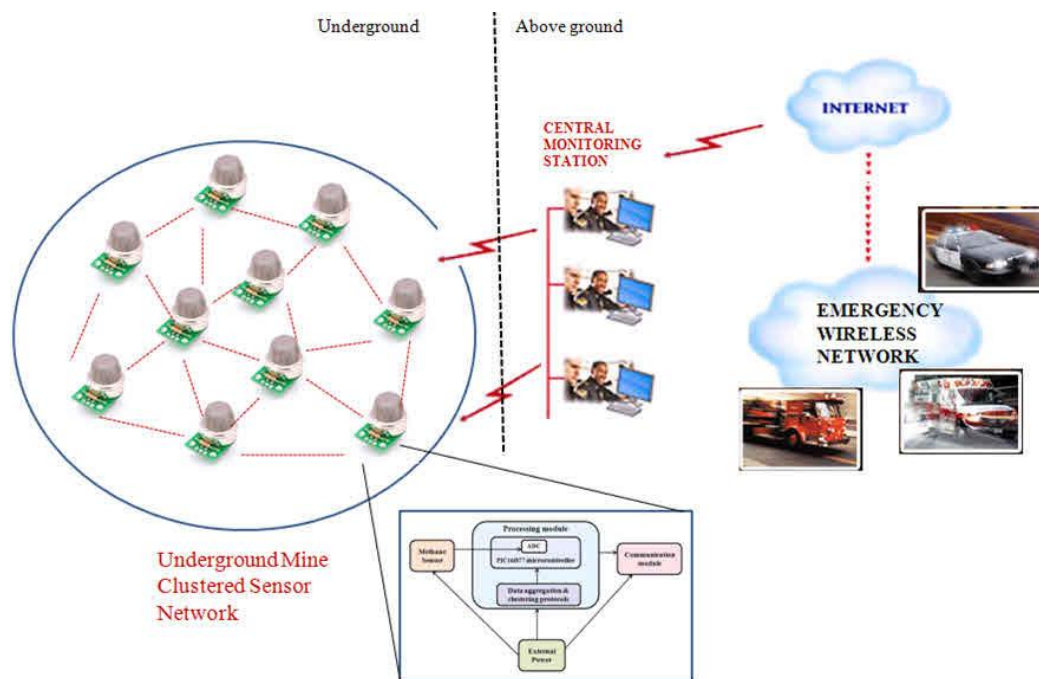 Underground
Above ground
INTERNET
CENTRAL
MONITORING
STATION
EMERGENCY
WIRELESS
NETWORK
Underground Mine
Clustered Sensor
Network
Processing module
ADC
Methane
Sensor
PIC16877 microcontroller
Communication
module
Data aggregation &
clustering protocols
External
Power